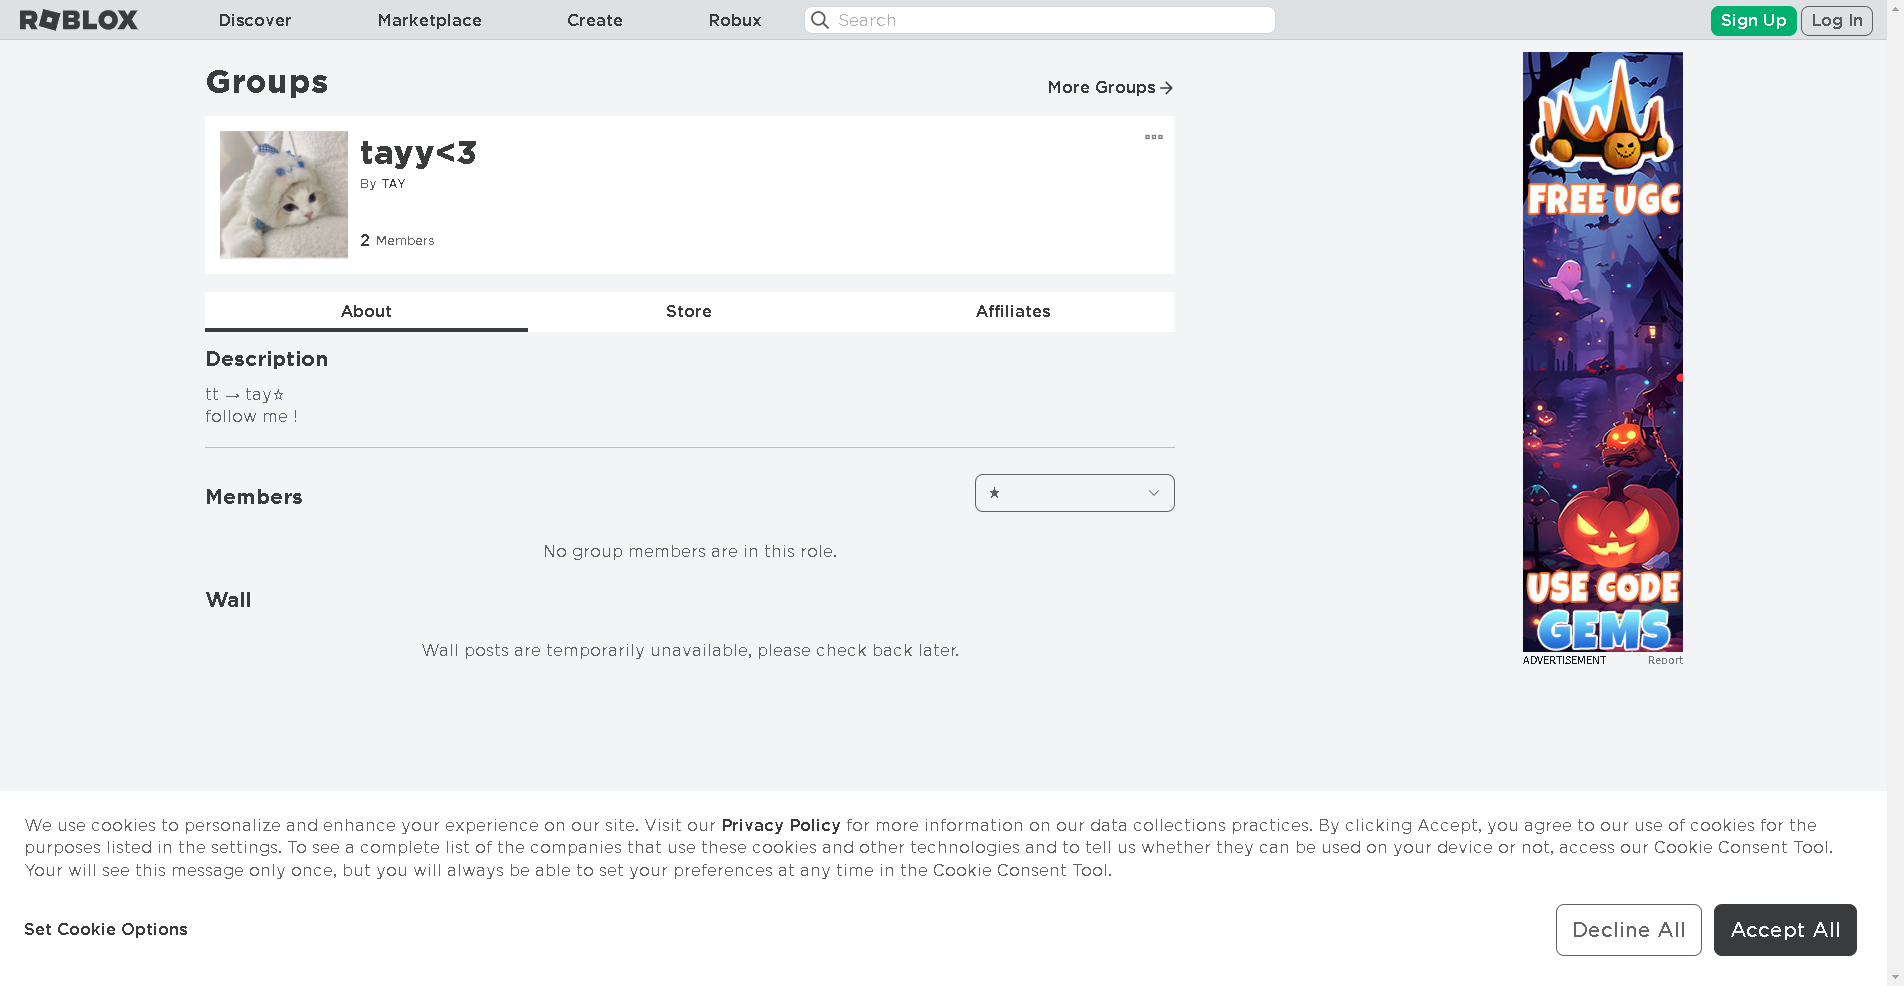 ROBLOX
Discover
Marketplace
Create
Robux
Search
Sign Up
Log In
Groups
More Groups
tayy<3
By TAY
2 Members
About
Store
Affiliates
Description
tt → tay☆
follow me !
Members
★
No group members are in this role.
Wall
Wall posts are temporarily unavailable, please check back later.
FREE UGC
USE CODE
GEMS
ADVERTISEMENT
Report
We use cookies to personalize and enhance your experience on our site. Visit our Privacy Policy for more information on our data collections practices. By clicking Accept, you agree to our use of cookies for the
purposes listed in the settings. To see a complete list of the companies that use these cookies and other technologies and to tell us whether they can be used on your device or not, access our Cookie Consent Tool.
Your will see this message only once, but you will always be able to set your preferences at any time in the Cookie Consent Tool.
Set Cookie Options
Decline All
Accept All